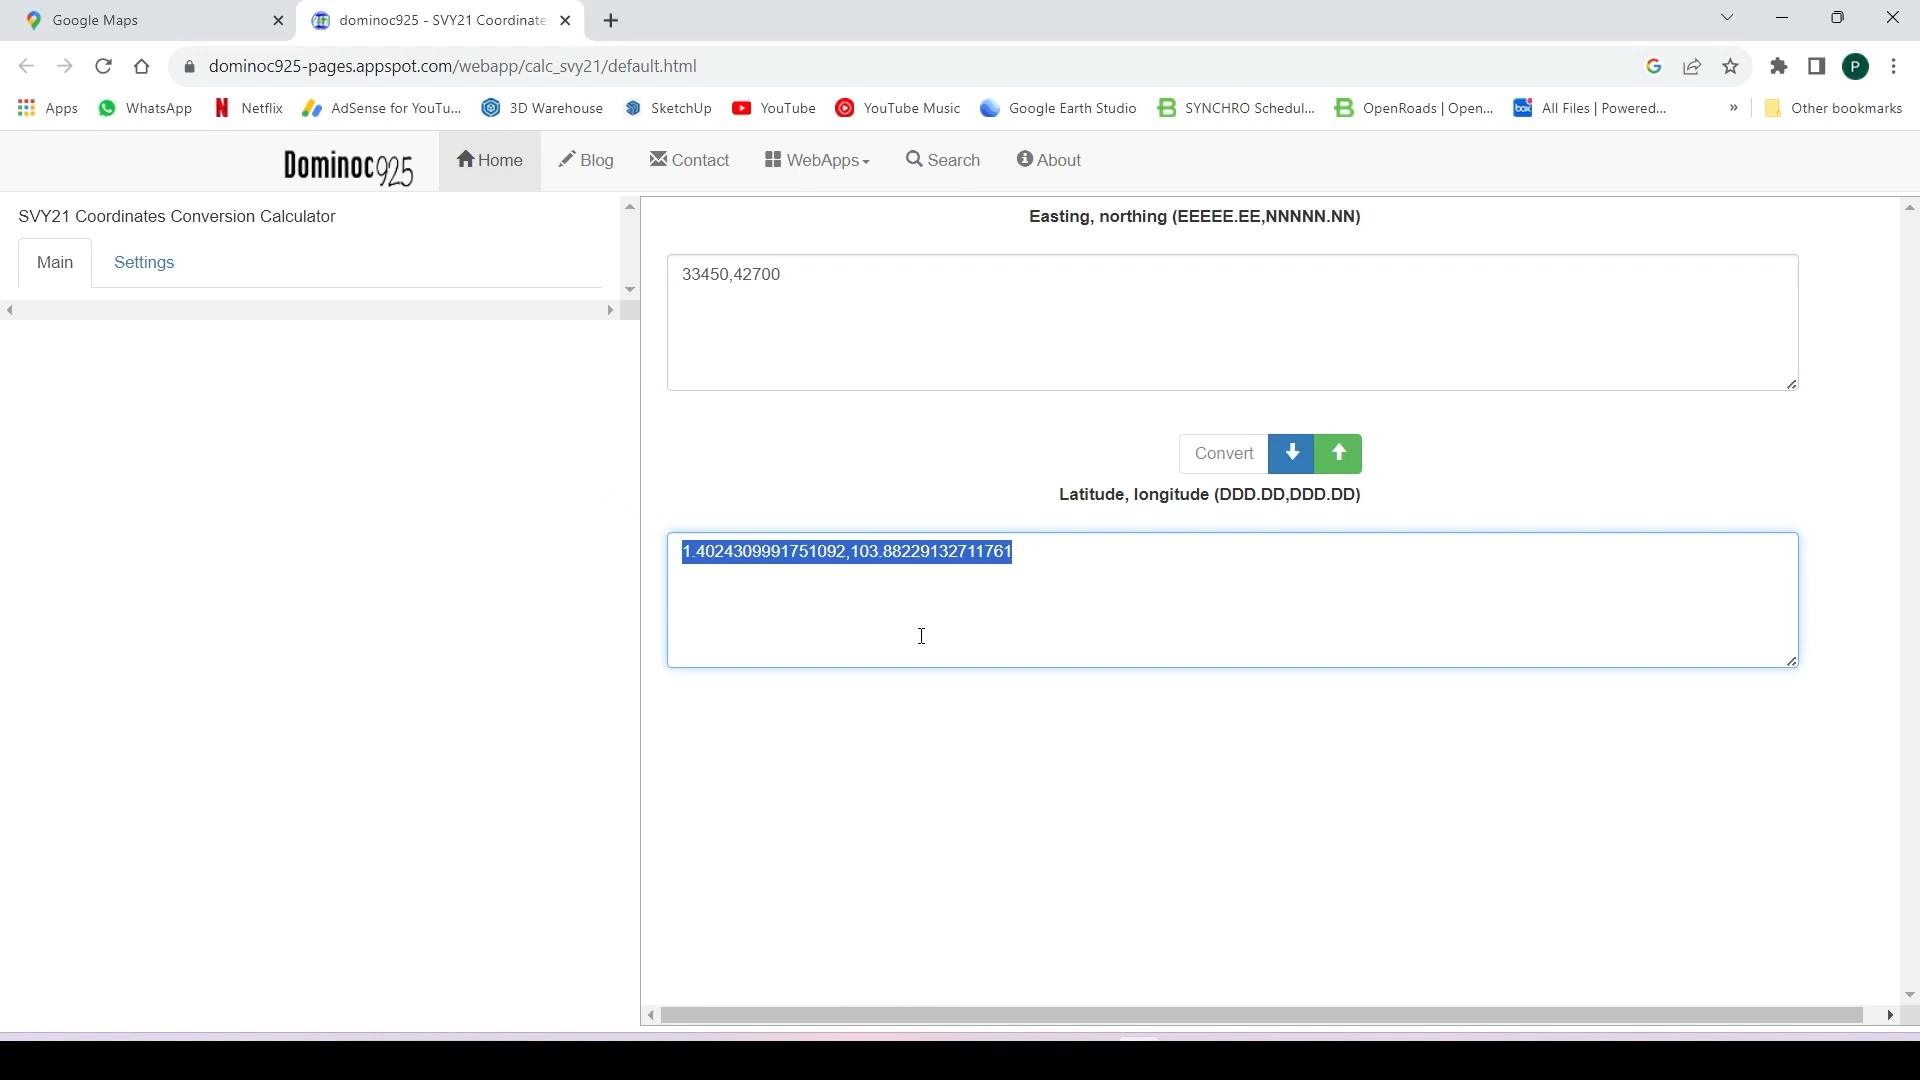 Google Maps
dominoc925 - SVY21 Coordinate
dominoc925-pages.appspot.com/webapp/calc_svy21/default.html
P
Apps
WhatsApp
Netflix
AdSense for YouTu...
3D Warehouse
SketchUp
YouTube
YouTube Music
Google Earth Studio
SYNCHRO Schedul...
OpenRoads | Open...
All Files | Powered...
»
Other bookmarks
Dominoc925
Home
Blog
Contact
WebApps
Search
About
SVY21 Coordinates Conversion Calculator
Main
Settings
Easting, northing (EEEEE.EE,NNNNN.NN)
33450,42700
Convert
Latitude, longitude (DDD.DD,DDD.DD)
1.4024309991751092,103.88229132711761